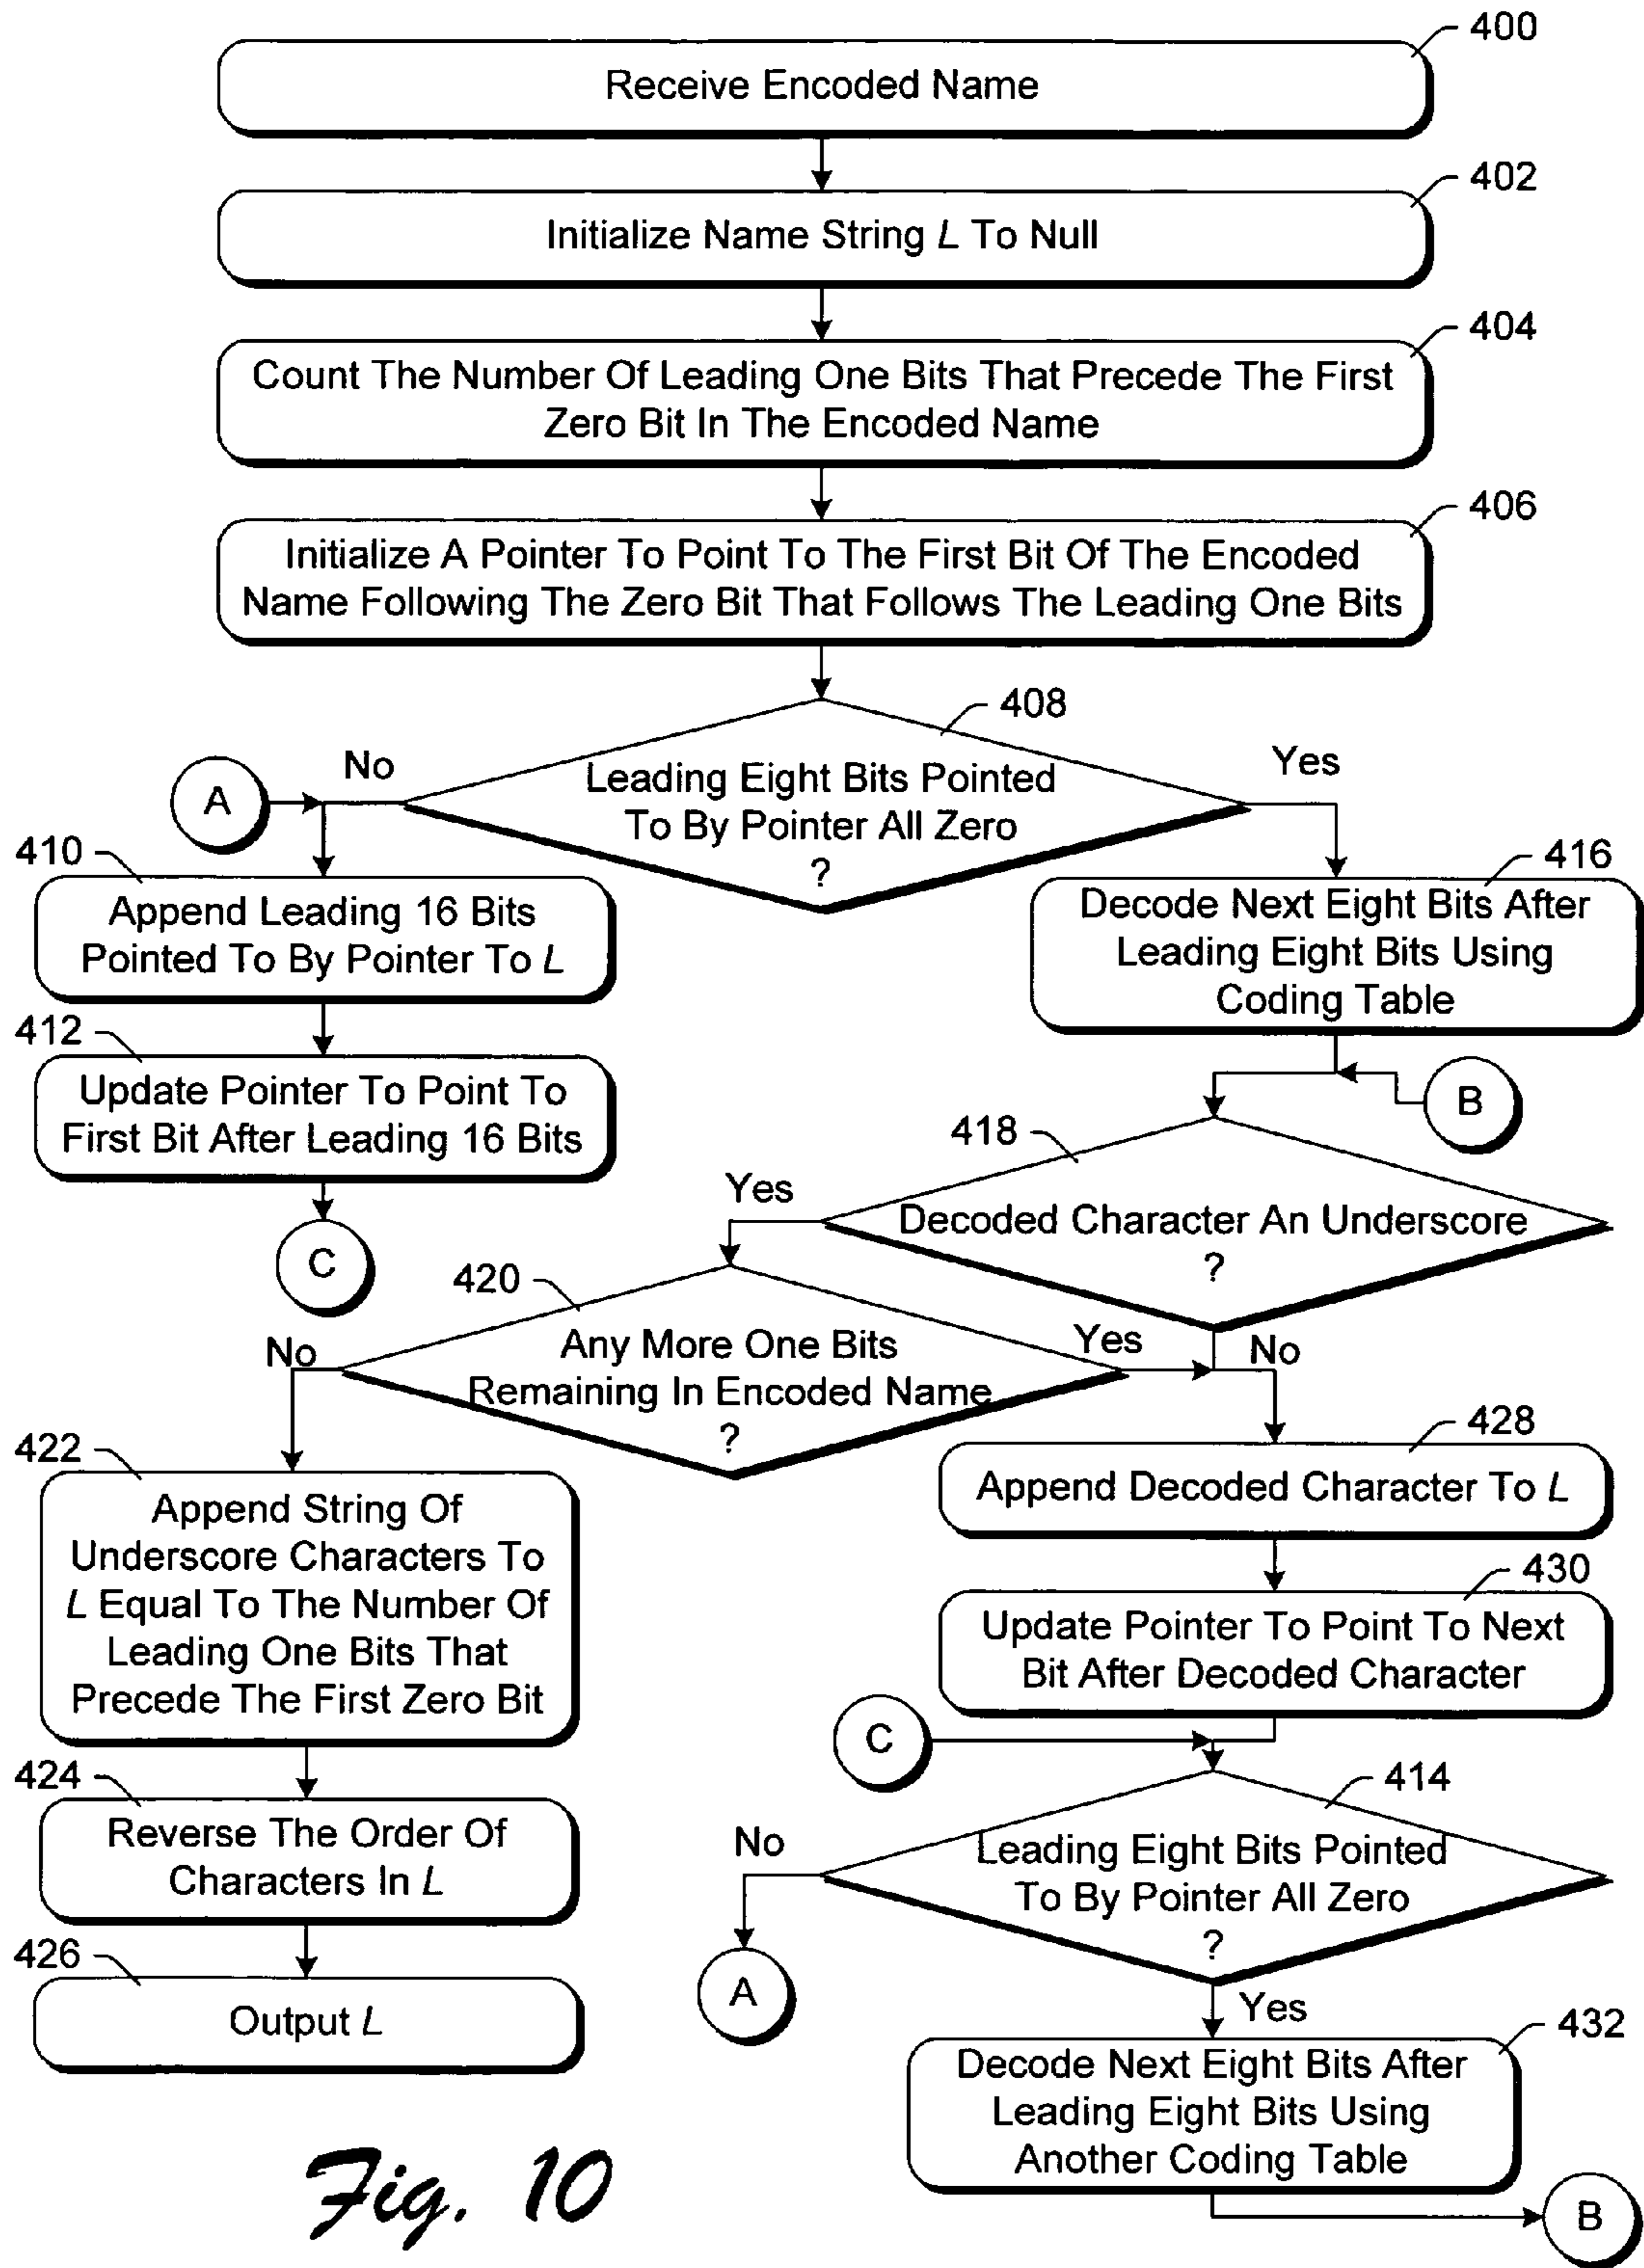 400
Receive Encoded Name
402
Initialize Name String L To Null
404
Count The Number Of Leading One Bits That Precede The First
Zero Bit In The Encoded Name
406
Initialize A Pointer To Point To The First Bit Of The Encoded
Name Following The Zero Bit That Follows The Leading One Bits
408
No
Yes
A
Leading Eight Bits Pointed
To By Pointer All Zero
?
410
Append Leading 16 Bits
Pointed To By Pointer To L
416
Decode Next Eight Bits After
Leading Eight Bits Using
Coding Table
412
Update Pointer To Point To
First Bit After Leading 16 Bits
B
418
Yes
Decoded Character An Underscore
?
C
420
No
Any More One Bits
Remaining In Encoded Name
?
Yes
No
422
Append String Of
Underscore Characters To
L Equal To The Number Of
Leading One Bits That
Precede The First Zero Bit
428
Append Decoded Character To L
430
Update Pointer To Point To Next
Bit After Decoded Character
C
424
Reverse The Order Of
Characters In L
414
No
Leading Eight Bits Pointed
To By Pointer All Zero
?
426
Output L
A
Yes
432
Decode Next Eight Bits After
Leading Eight Bits Using
Another Coding Table
B
Fig. 10